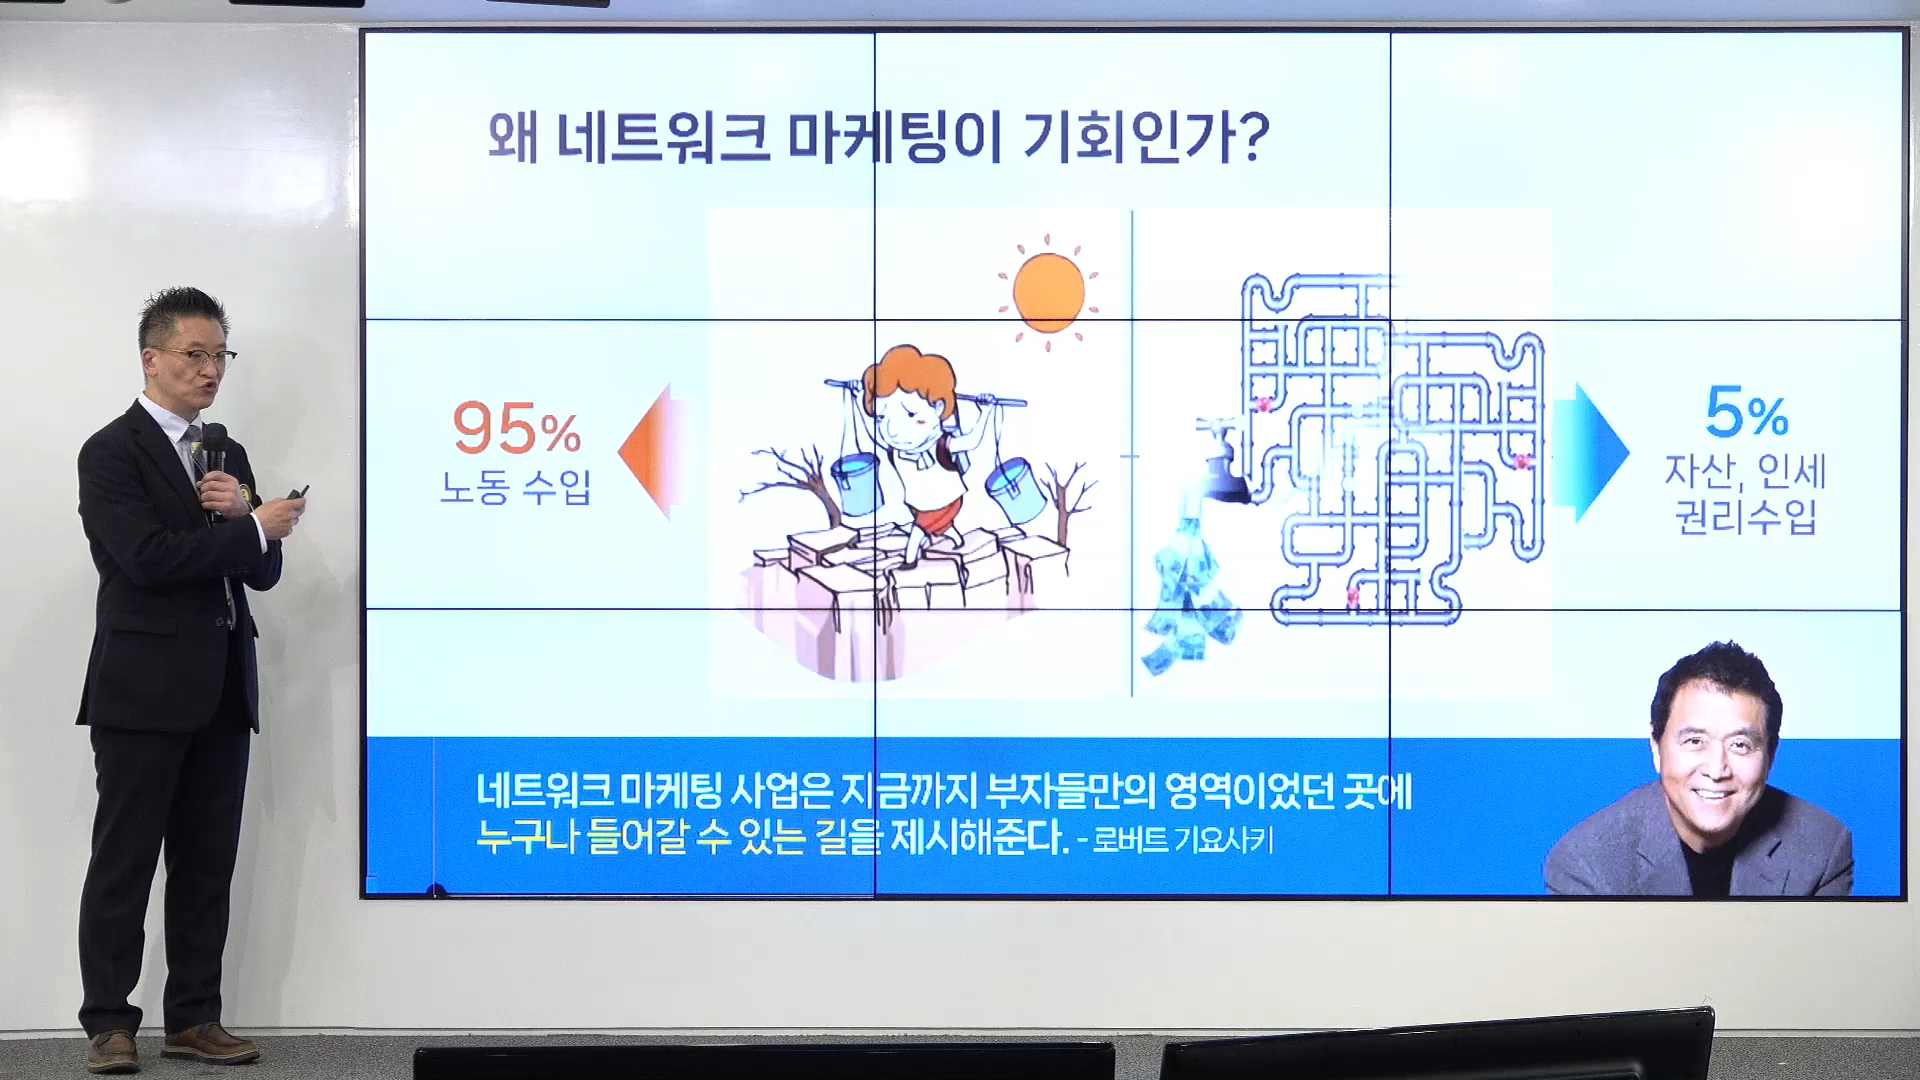 왜 네트워크 마케팅이 기회인가?
95%
노동 수입
5%
자산, 인세
권리수입
네트워크 마케팅 사업은 지금까지 부자들만의 영역이었던 곳에
누구나 들어갈 수 있는 길을 제시해준다. - 로버트 기요사키